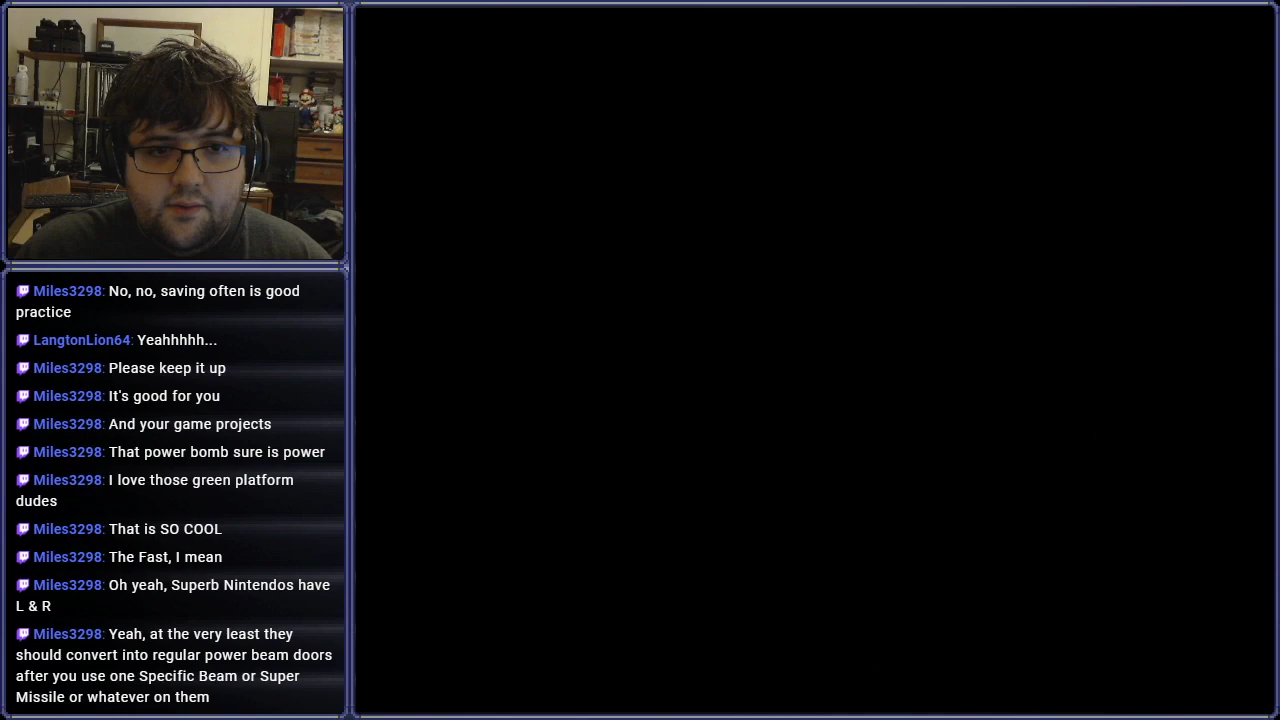 Miles3298: No, no, saving often is good
practice
LangtonLion64: Yeahhhhh...
Miles3298: Please keep it up
Miles3298: It's good for you
Miles3298: And your game projects
Miles3298: That power bomb sure is power
Miles3298: I love those green platform
dudes
Miles3298: That is SO COOL
Miles3298: The Fast, I mean
Miles3298: Oh yeah, Superb Nintendos have
L & R
Miles3298: Yeah, at the very least they
should convert into regular power beam doors
after you use one Specific Beam or Super
Missile or whatever on them